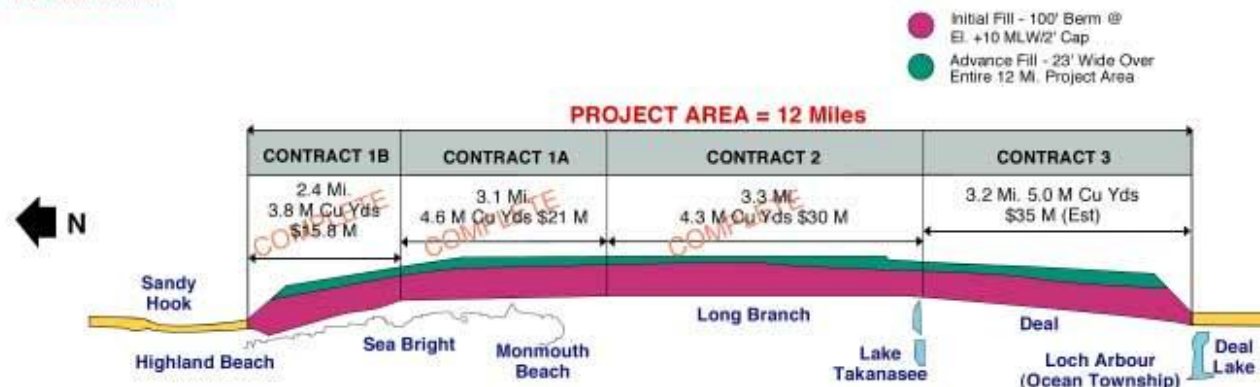 Initial Fill - 100' Berm @
El. +10 MLW/2' Cap
Advance Fill - 23' Wide Over
Entire 12 Mi. Project Area
PROJECT AREA = 12 Miles
CONTRACT 1B
CONTRACT 1A
CONTRACT 2
CONTRACT 3
2.4 Mi.
3.8 M Cu Yds
$15.8 M
COMPLETE
3.1 Mi.
4.6 M Cu Yds $21 M
COMPLETE
3.3 Mi.
4.3 M Cu Yds $30 M
COMPLETE
3.2 Mi. 5.0 M Cu Yds
$35 M (Est)
N
Sandy
Hook
Highland Beach
Sea Bright
Monmouth
Beach
Long Branch
Lake
Takanasee
Deal
Loch Arbour
(Ocean Township)
Deal
Lake